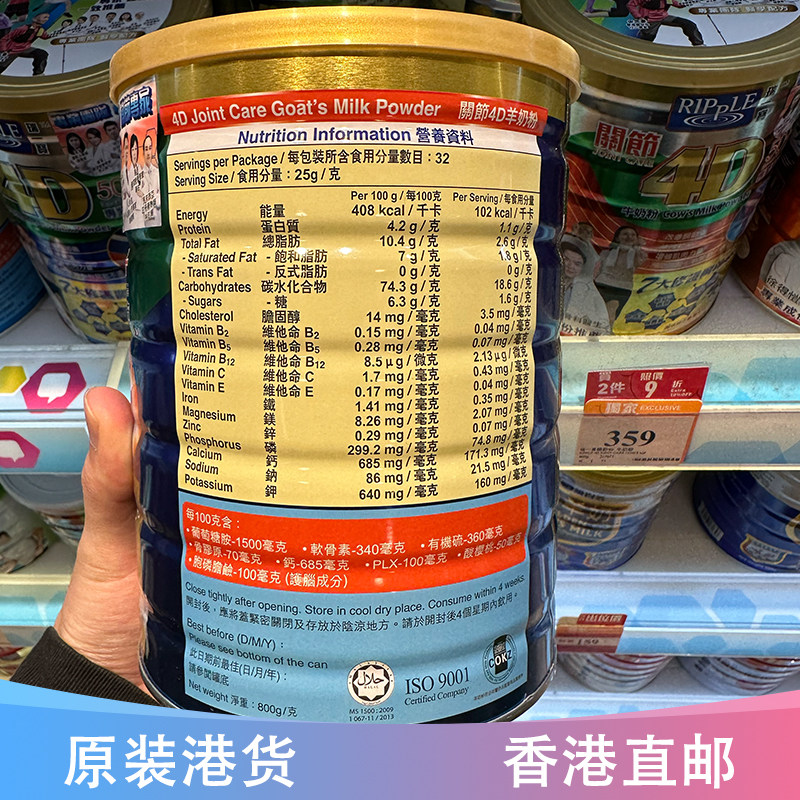 4D Joint Care Goat's Milk Powder 關節4D羊奶粉
Nutrition Information 營養資料
Servings per Package / 每包裝所含食用分量數目：32
Serving Size / 食用分量：25g / 克
Per 100 g / 每100克 Per Serving / 每食用分量
Energy 能量 408 kcal / 千卡 102 kcal / 千卡
Protein 蛋白質 4.2 g / 克 1.1 g / 克
Total Fat 總脂肪 10.4 g / 克 2.6 g / 克
- Saturated Fat - 飽和脂肪 7 g / 克 1.8 g / 克
- Trans Fat - 反式脂肪 0 g / 克 0 g / 克
Carbohydrates 碳水化合物 74.3 g / 克 18.6 g / 克
- Sugars - 糖 6.3 g / 克 1.6 g / 克
Cholesterol 膽固醇 14 mg / 毫克 3.5 mg / 毫克
Vitamin B2 維他命 B2 0.15 mg / 毫克 0.04 mg / 毫克
Vitamin B5 維他命 B5 0.28 mg / 毫克 0.07 mg / 毫克
Vitamin B12 維他命 B12 8.5 μg / 微克 2.13 μg / 微克
Vitamin C 維他命 C 1.7 mg / 毫克 0.43 mg / 毫克
Vitamin E 維他命 E 0.17 mg / 毫克 0.04 mg / 毫克
Iron 鐵 1.41 mg / 毫克 0.35 mg / 毫克
Magnesium 鎂 8.26 mg / 毫克 2.07 mg / 毫克
Zinc 鋅 0.29 mg / 毫克 0.07 mg / 毫克
Phosphorus 磷 299.2 mg / 毫克 74.8 mg / 毫克
Calcium 鈣 685 mg / 毫克 171.3 mg / 毫克
Sodium 鈉 86 mg / 毫克 21.5 mg / 毫克
Potassium 鉀 640 mg / 毫克 160 mg / 毫克
每100克含：
•葡萄糖胺-1500毫克 •軟骨素-340毫克 •有機硫-360毫克
•骨膠原-70毫克 •鈣-685毫克 •PLX-100毫克 •酸櫻桃-50毫克
•胞磷膽鹼-100毫克 (護腦成分)
Close tightly after opening. Store in cool dry place. Consume within 4 weeks.
開封後，應將蓋緊密關閉及存放於陰涼地方。請於開封後4個星期內飲用。
Best before (D/M/Y)：
Please see bottom of the can
此日期前最佳(日/月/年)：
請參閱罐底
Net weight 淨重：800g/克
HALAL
MS 1500 : 2009
1 067-11 / 2013
ISO 9001
Certified Company
RIPPLE
關節
JOINT CARE
4D
牛奶粉 Cow's Milk
買2件 照價9折
獨家 EXCLUSIVE
359
原装港货
香港直邮